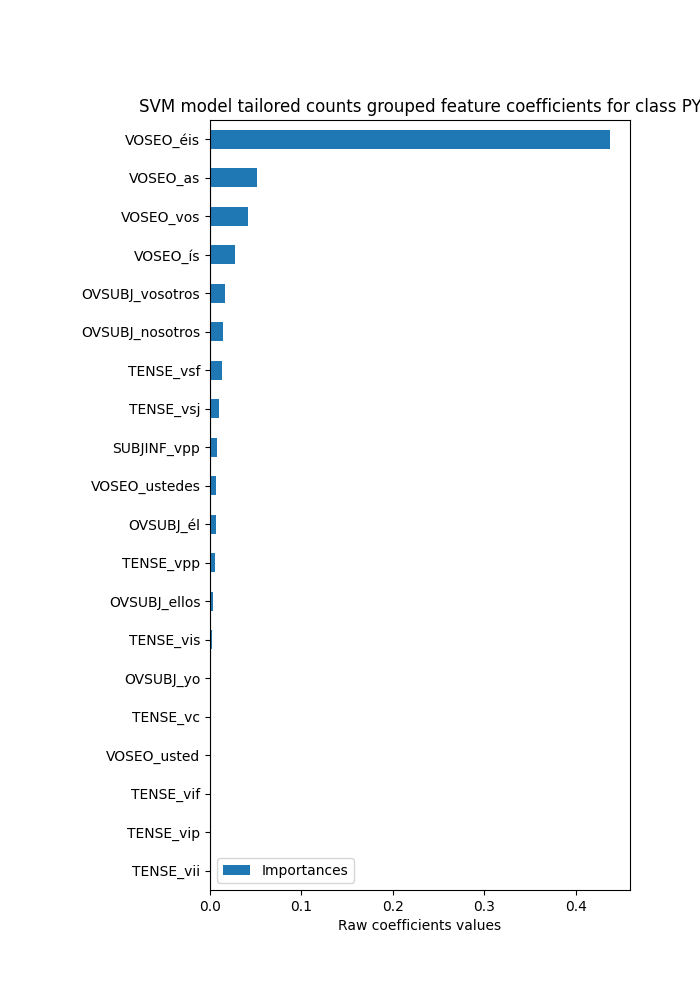 SVM model tailored counts grouped feature coefficients for class PY
VOSEO_éis
VOSEO_as
VOSEO_vos
VOSEO_ís
OVSUBJ_vosotros
OVSUBJ_nosotros
TENSE_vsf
TENSE_vsj
SUBJINF_vpp
VOSEO_ustedes
OVSUBJ_él
TENSE_vpp
OVSUBJ_ellos
TENSE_vis
OVSUBJ_yo
TENSE_vc
VOSEO_usted
TENSE_vif
TENSE_vip
TENSE_vii
Importances
0.0 0.1 0.2 0.3 0.4
Raw coefficients values